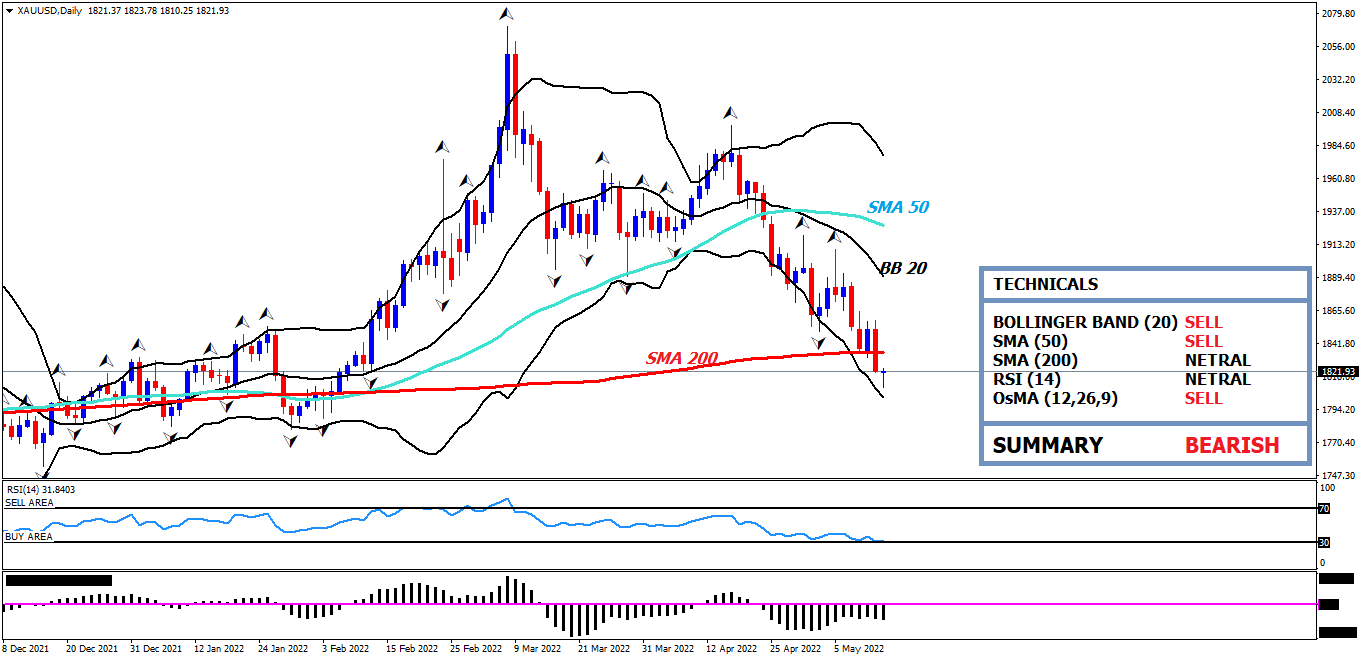 XAUUSD,Daily 1821.37 1823.78 1810.25 1821.93
2079.80
2056.00
2032.20
2008.40
1984.60
1960.80
1937.00
1913.20
1889.40
1865.60
1841.80
1821.93
1794.20
1770.40
1747.30
SMA 50
BB 20
SMA 200
TECHNICALS
BOLLINGER BAND (20) SELL
SMA (50) SELL
SMA (200) NETRAL
RSI (14) NETRAL
OsMA (12,26,9) SELL
SUMMARY BEARISH
RSI(14) 31.8403
SELL AREA
BUY AREA
100
70
30
0
8 Dec 2021 20 Dec 2021 31 Dec 2021 12 Jan 2022 24 Jan 2022 3 Feb 2022 15 Feb 2022 25 Feb 2022 9 Mar 2022 21 Mar 2022 31 Mar 2022 12 Apr 2022 25 Apr 2022 5 May 2022